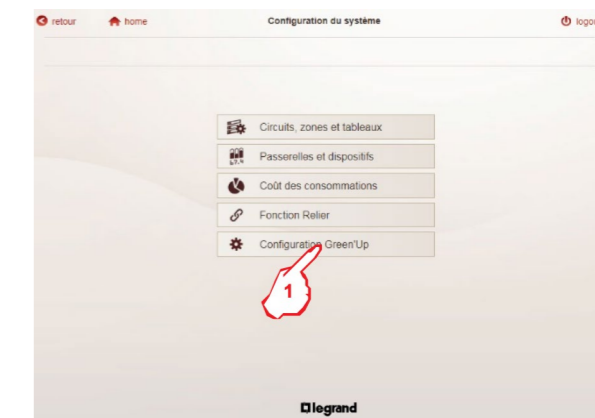 retour home Configuration du système
Circuits, zones et tableaux
Passerelles et dispositifs
Coût des consommations
Fonction Relier
Configuration Green'Up
1
legrand